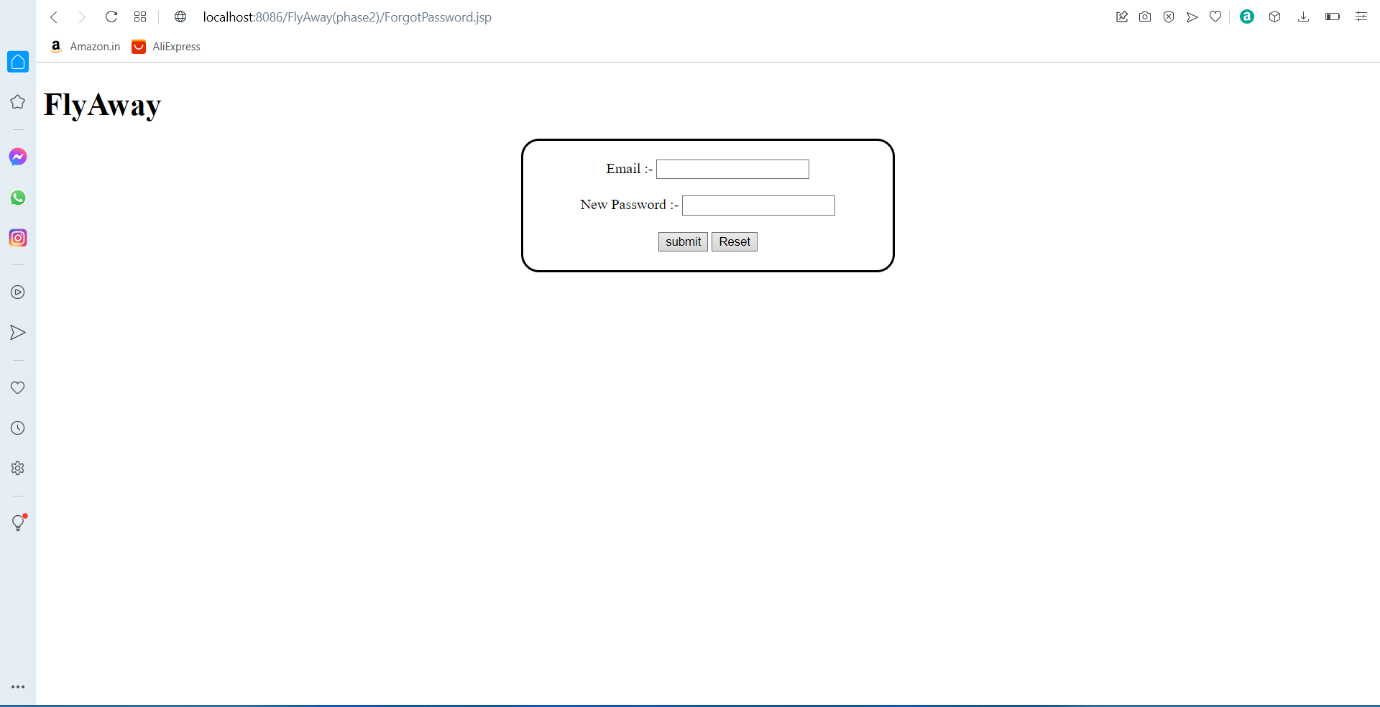 localhost:8086/FlyAway(phase2)/ForgotPassword.jsp
a
a Amazon.in AliExpress
FlyAway
Email :-
New Password :-
submit Reset